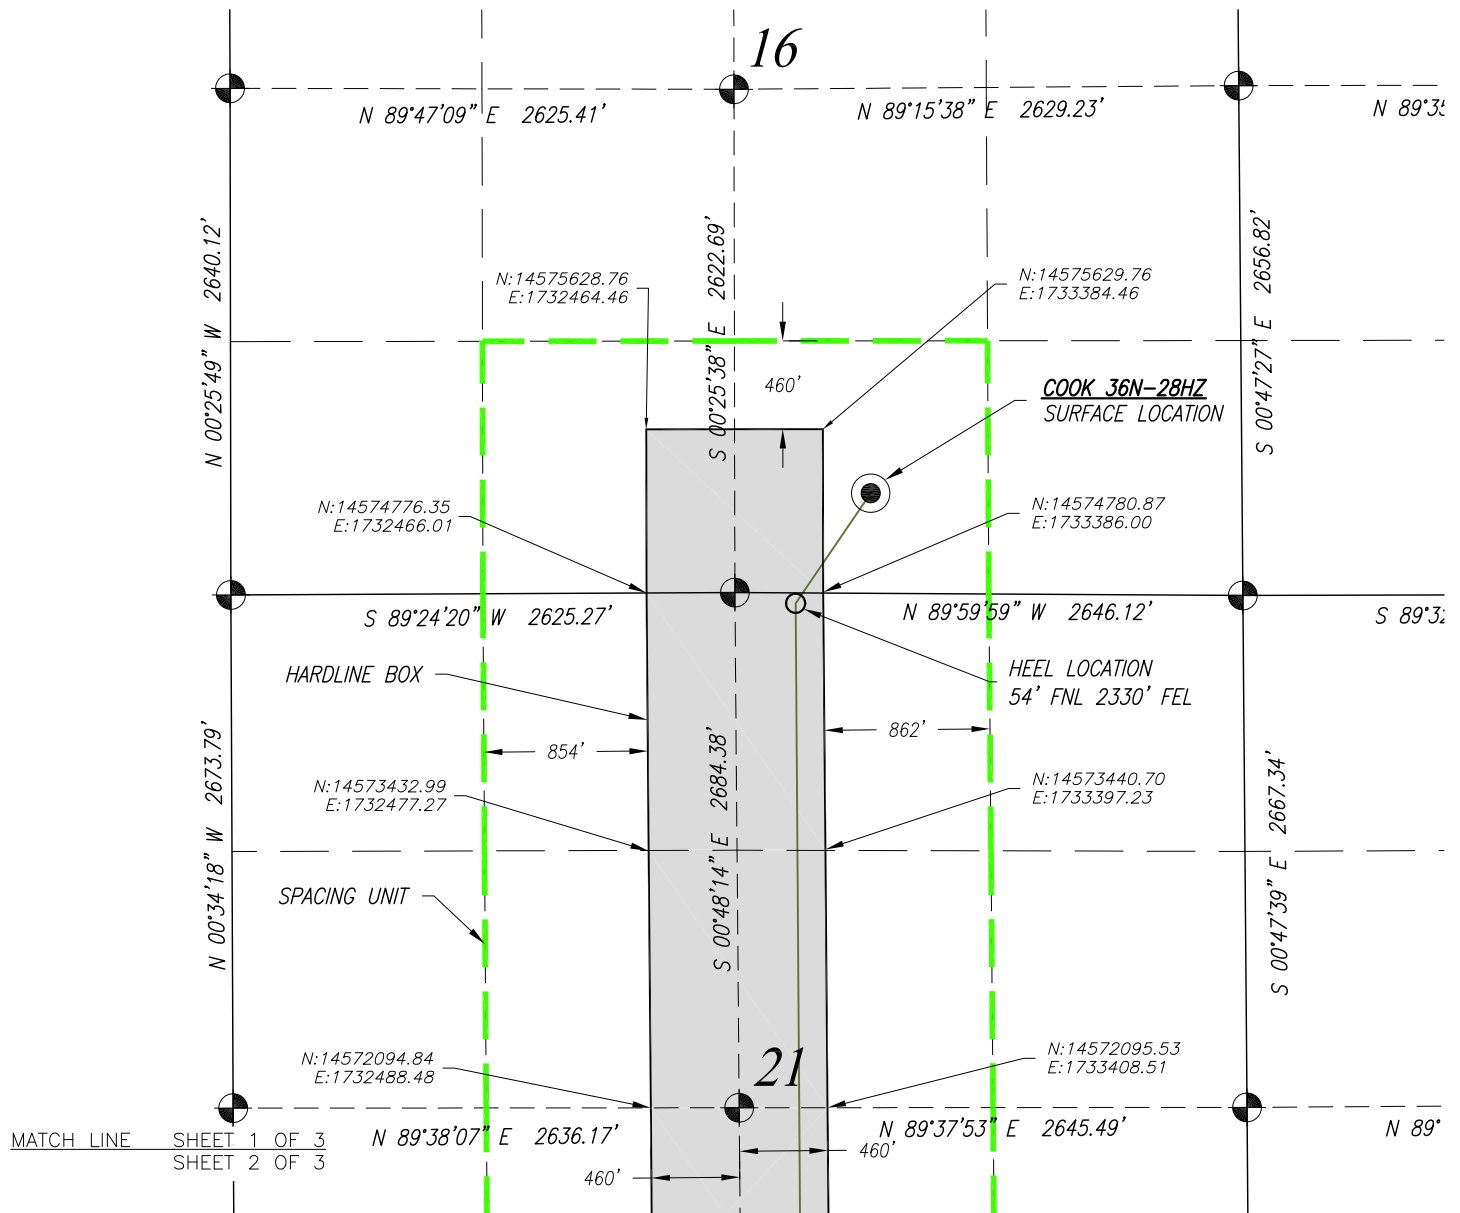 16
N 89°47'09" E 2625.41'
N 89°15'38" E 2629.23'
N 89°35
N 00°25'49" W 2640.12'
S 00°25'38" E 2622.69'
S 00°47'27" E 2656.82'
N:14575628.76
E:1732464.46
N:14575629.76
E:1733384.46
460'
COOK 36N-28HZ
SURFACE LOCATION
N:14574776.35
E:1732466.01
N:14574780.87
E:1733386.00
S 89°24'20" W 2625.27'
N 89°59'59" W 2646.12'
S 89°32
HARDLINE BOX
HEEL LOCATION
54' FNL 2330' FEL
854'
862'
N 00°34'18" W 2673.79'
S 00°48'14" E 2684.38'
S 00°47'39" E 2667.34'
N:14573432.99
E:1732477.27
N:14573440.70
E:1733397.23
SPACING UNIT
N:14572094.84
E:1732488.48
21
N:14572095.53
E:1733408.51
MATCH LINE SHEET 1 OF 3
SHEET 2 OF 3
N 89°38'07" E 2636.17'
N 89°37'53" E 2645.49'
N 89°
460'
460'